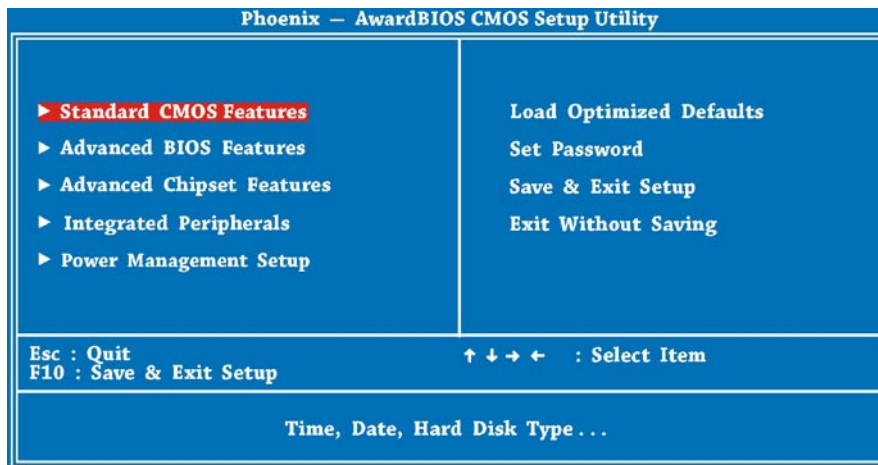 Phoenix — AwardBIOS CMOS Setup Utility
► Standard CMOS Features
► Advanced BIOS Features
► Advanced Chipset Features
► Integrated Peripherals
► Power Management Setup
Load Optimized Defaults
Set Password
Save & Exit Setup
Exit Without Saving
Esc : Quit
F10 : Save & Exit Setup
↑ ↓ → ← : Select Item
Time, Date, Hard Disk Type...